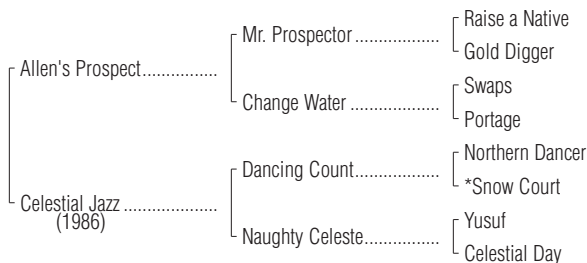 Raise a Native
Mr. Prospector ..................
Gold Digger
Allen's Prospect................
Swaps
Change Water ....................
Portage
Northern Dancer
Dancing Count..................
*Snow Court
Celestial Jazz ....................
(1986)
Yusuf
Naughty Celeste................
Celestial Day